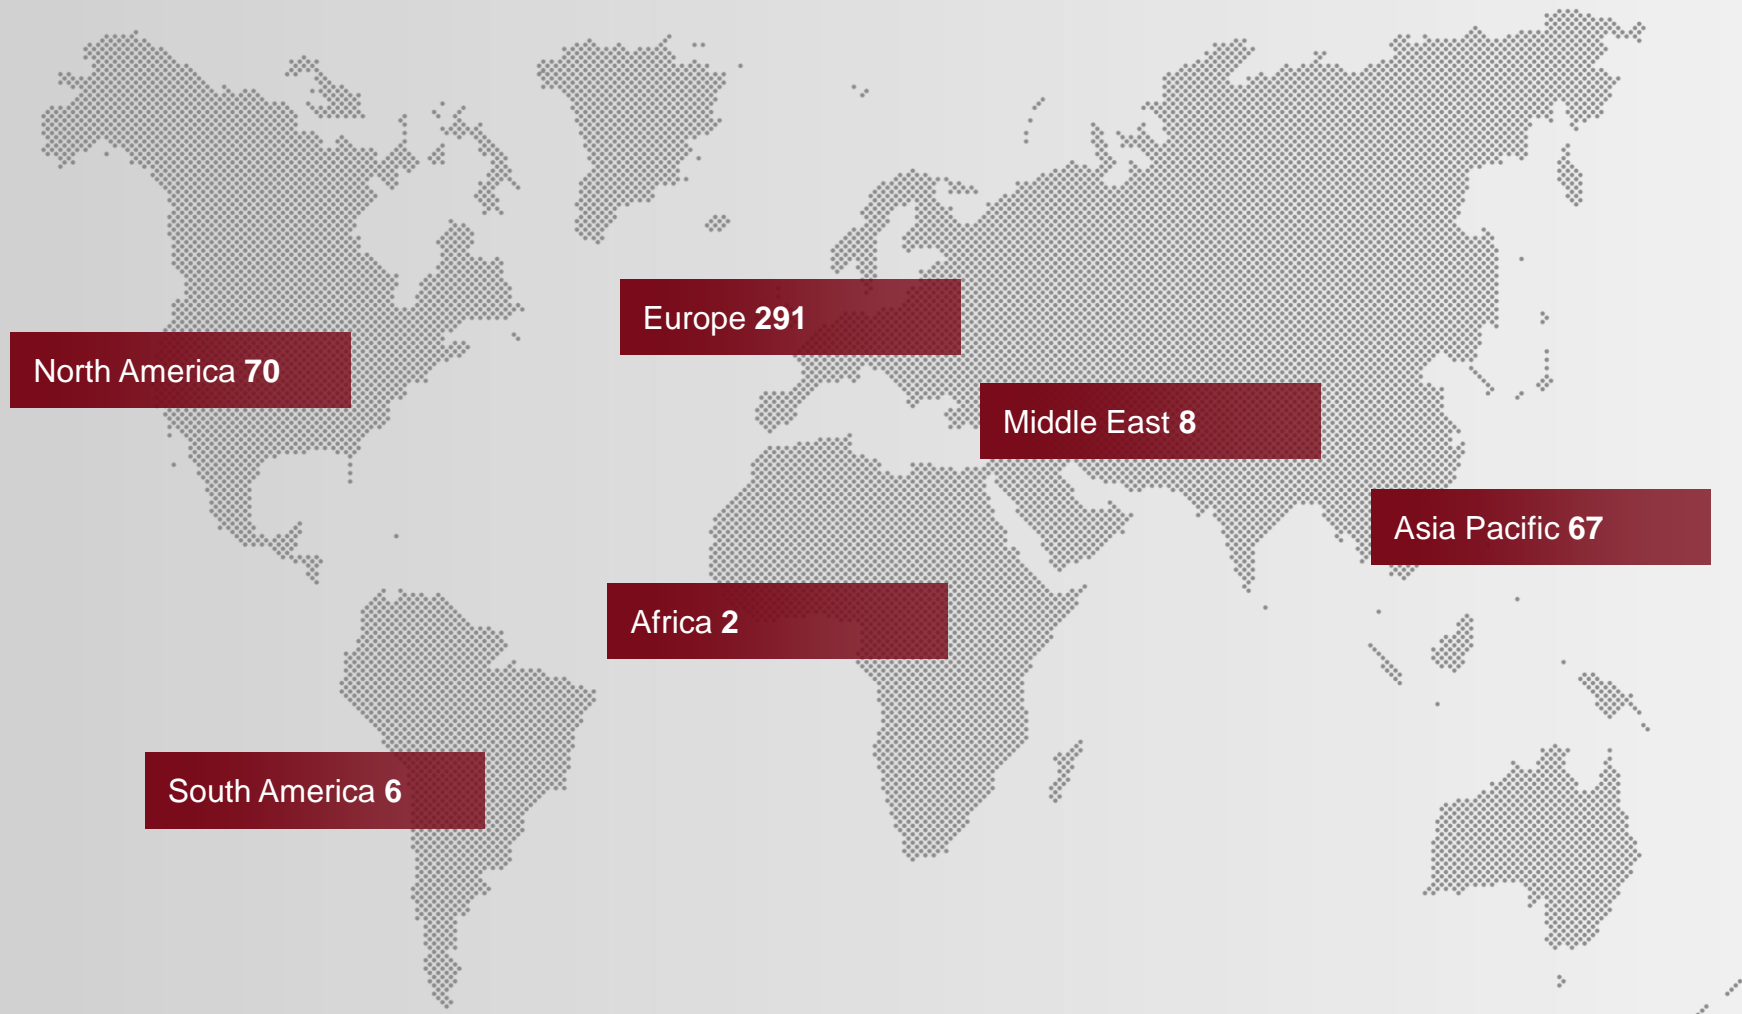 Europe 291
North America 70
Middle East 8
Asia Pacific 67
Africa 2
South America 6